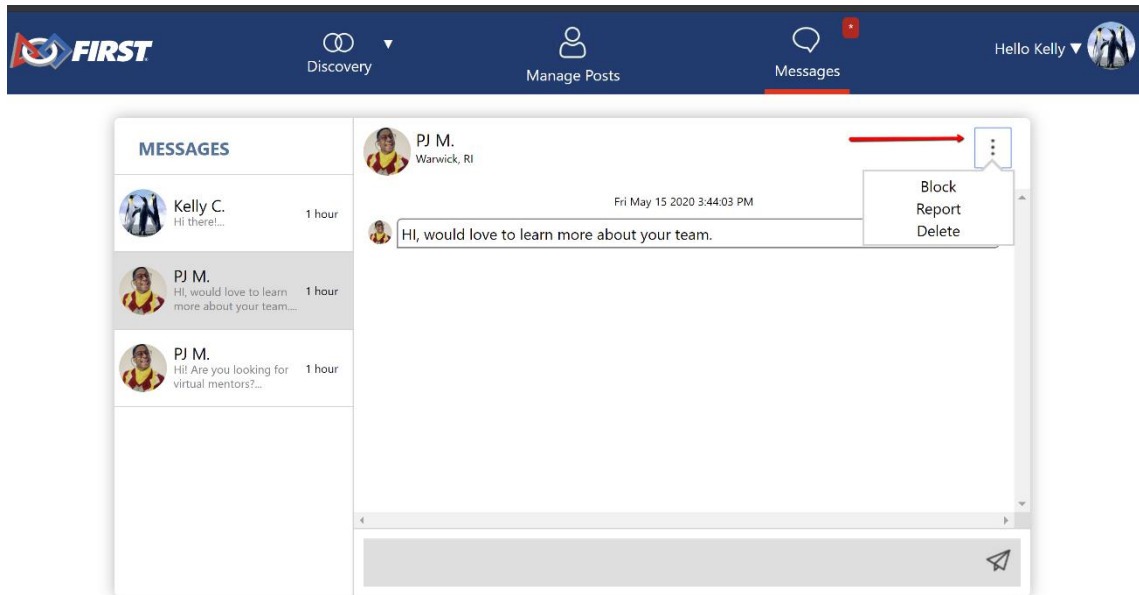 FIRST
Discovery ▼
Manage Posts
*
Messages
Hello Kelly ▼
MESSAGES
Kelly C.
Hi there!...
1 hour
PJ M.
HI, would love to learn
more about your team....
1 hour
PJ M.
Hi! Are you looking for
virtual mentors?...
1 hour
PJ M.
Warwick, RI
Block
Report
Delete
Fri May 15 2020 3:44:03 PM
HI, would love to learn more about your team.